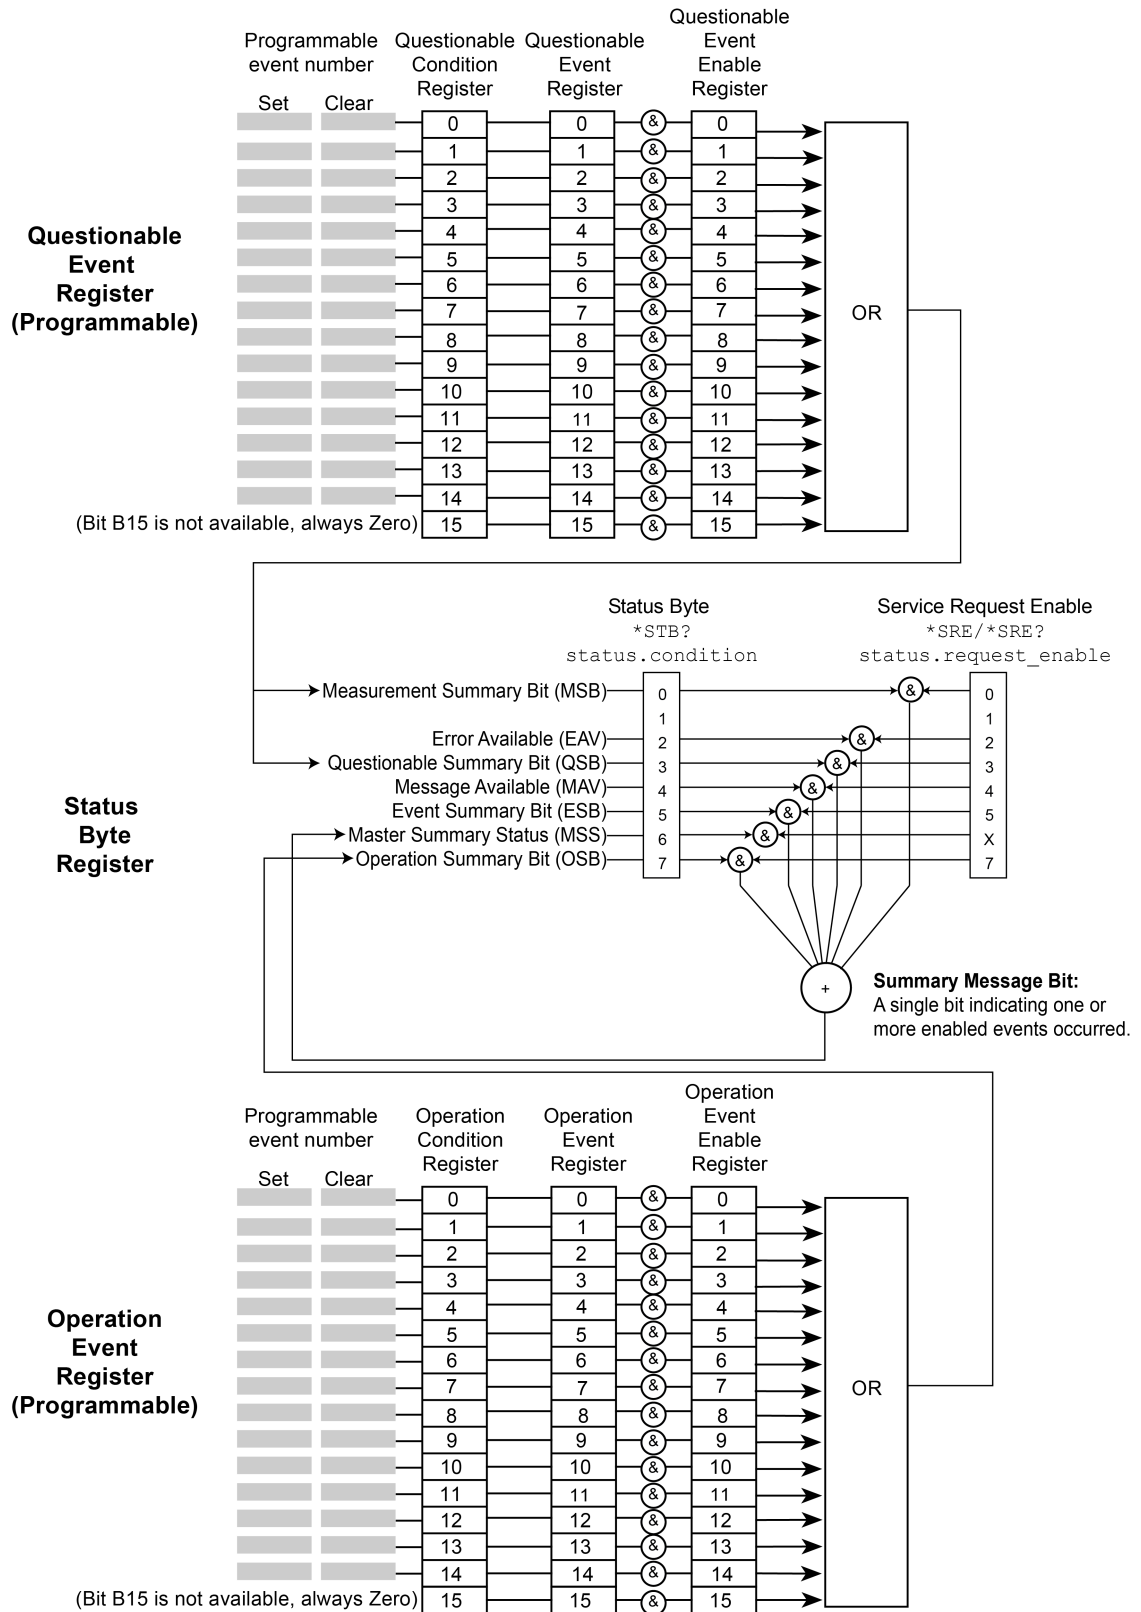 Programmable
event number
Questionable
Condition
Register
Questionable
Event
Register
Questionable
Event
Enable
Register
Set Clear
0 0 & 0
1 1 & 1
2 2 & 2
3 3 & 3
4 4 & 4
5 5 & 5
6 6 & 6
7 7 & 7
8 8 & 8
9 9 & 9
10 10 & 10
11 11 & 11
12 12 & 12
13 13 & 13
14 14 & 14
(Bit B15 is not available, always Zero) 15 15 & 15
Questionable
Event
Register
(Programmable)
OR
Status Byte
*STB?
status.condition
Service Request Enable
*SRE/*SRE?
status.request_enable
Measurement Summary Bit (MSB) 0 & 0
1 1
Error Available (EAV) 2 & 2
Questionable Summary Bit (QSB) 3 & 3
Message Available (MAV) 4 & 4
Event Summary Bit (ESB) 5 & 5
Master Summary Status (MSS) 6 & X
Operation Summary Bit (OSB) 7 & 7
Status
Byte
Register
+
Summary Message Bit:
A single bit indicating one or
more enabled events occurred.
Programmable
event number
Operation
Condition
Register
Operation
Event
Register
Operation
Event
Enable
Register
Set Clear
0 0 & 0
1 1 & 1
2 2 & 2
3 3 & 3
4 4 & 4
5 5 & 5
6 6 & 6
7 7 & 7
8 8 & 8
9 9 & 9
10 10 & 10
11 11 & 11
12 12 & 12
13 13 & 13
14 14 & 14
(Bit B15 is not available, always Zero) 15 15 & 15
Operation
Event
Register
(Programmable)
OR